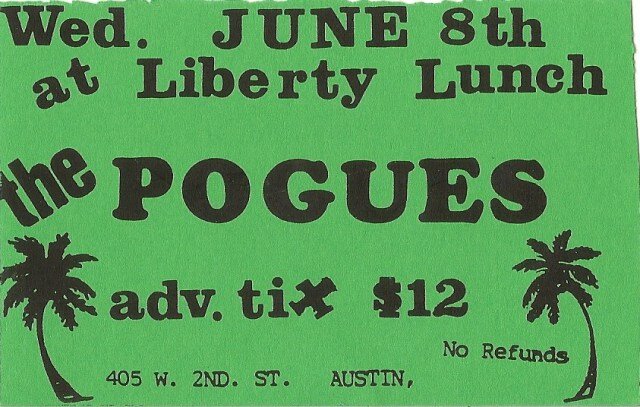 Wed. JUNE 8th
at Liberty Lunch
the POGUES
adv. tix $12
No Refunds
405 W. 2ND. ST. AUSTIN,